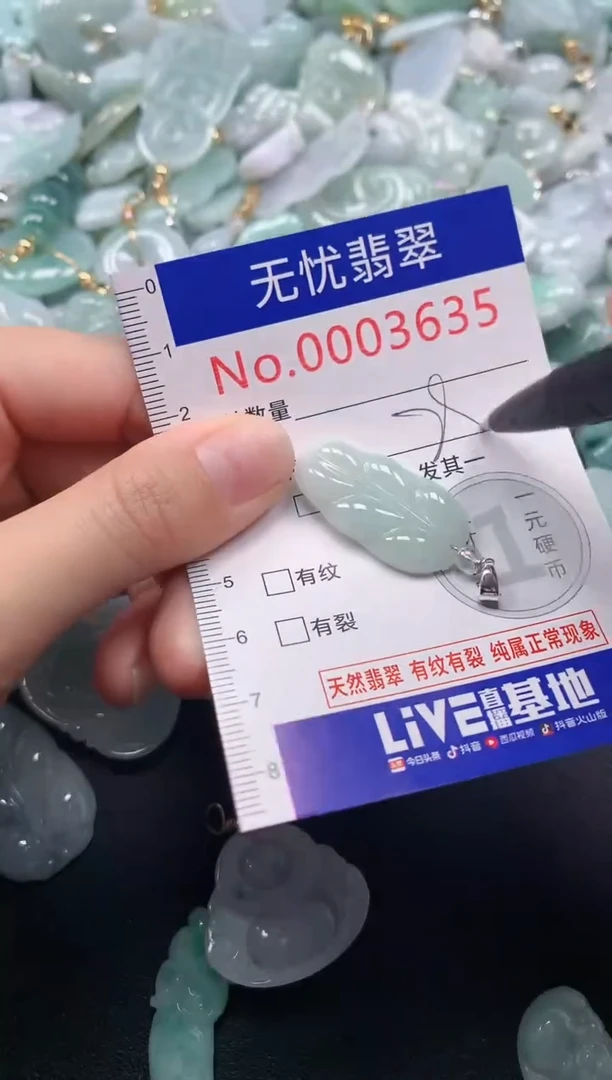 无忧翡翠
No.0003635
0
1
2
数量
发其一
一元硬币
1
5
有纹
6
有裂
7
天然翡翠 有纹有裂 纯属正常现象
8
LiVE直播基地
今日头条 抖音 西瓜视频 抖音火山版